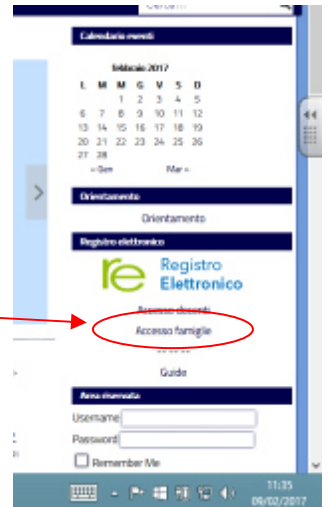 Cerca ...
Calendario eventi
febbraio 2017
L M M G V S D
1 2 3 4 5
6 7 8 9 10 11 12
13 14 15 16 17 18 19
20 21 22 23 24 25 26
27 28
« Gen Mar »
Orientamento
Orientamento
Registro elettronico
re Registro
Elettronico
Accesso docenti
Accesso famiglie
Guide
Area riservata
Username
Password
Remember Me
11:35
09/02/2017